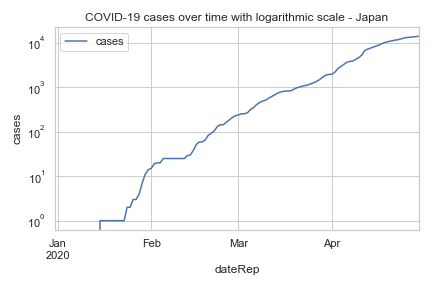 COVID-19 cases over time with logarithmic scale - Japan
cases
10⁴
10³
10²
10¹
10⁰
cases
Jan Feb Mar Apr
2020
dateRep